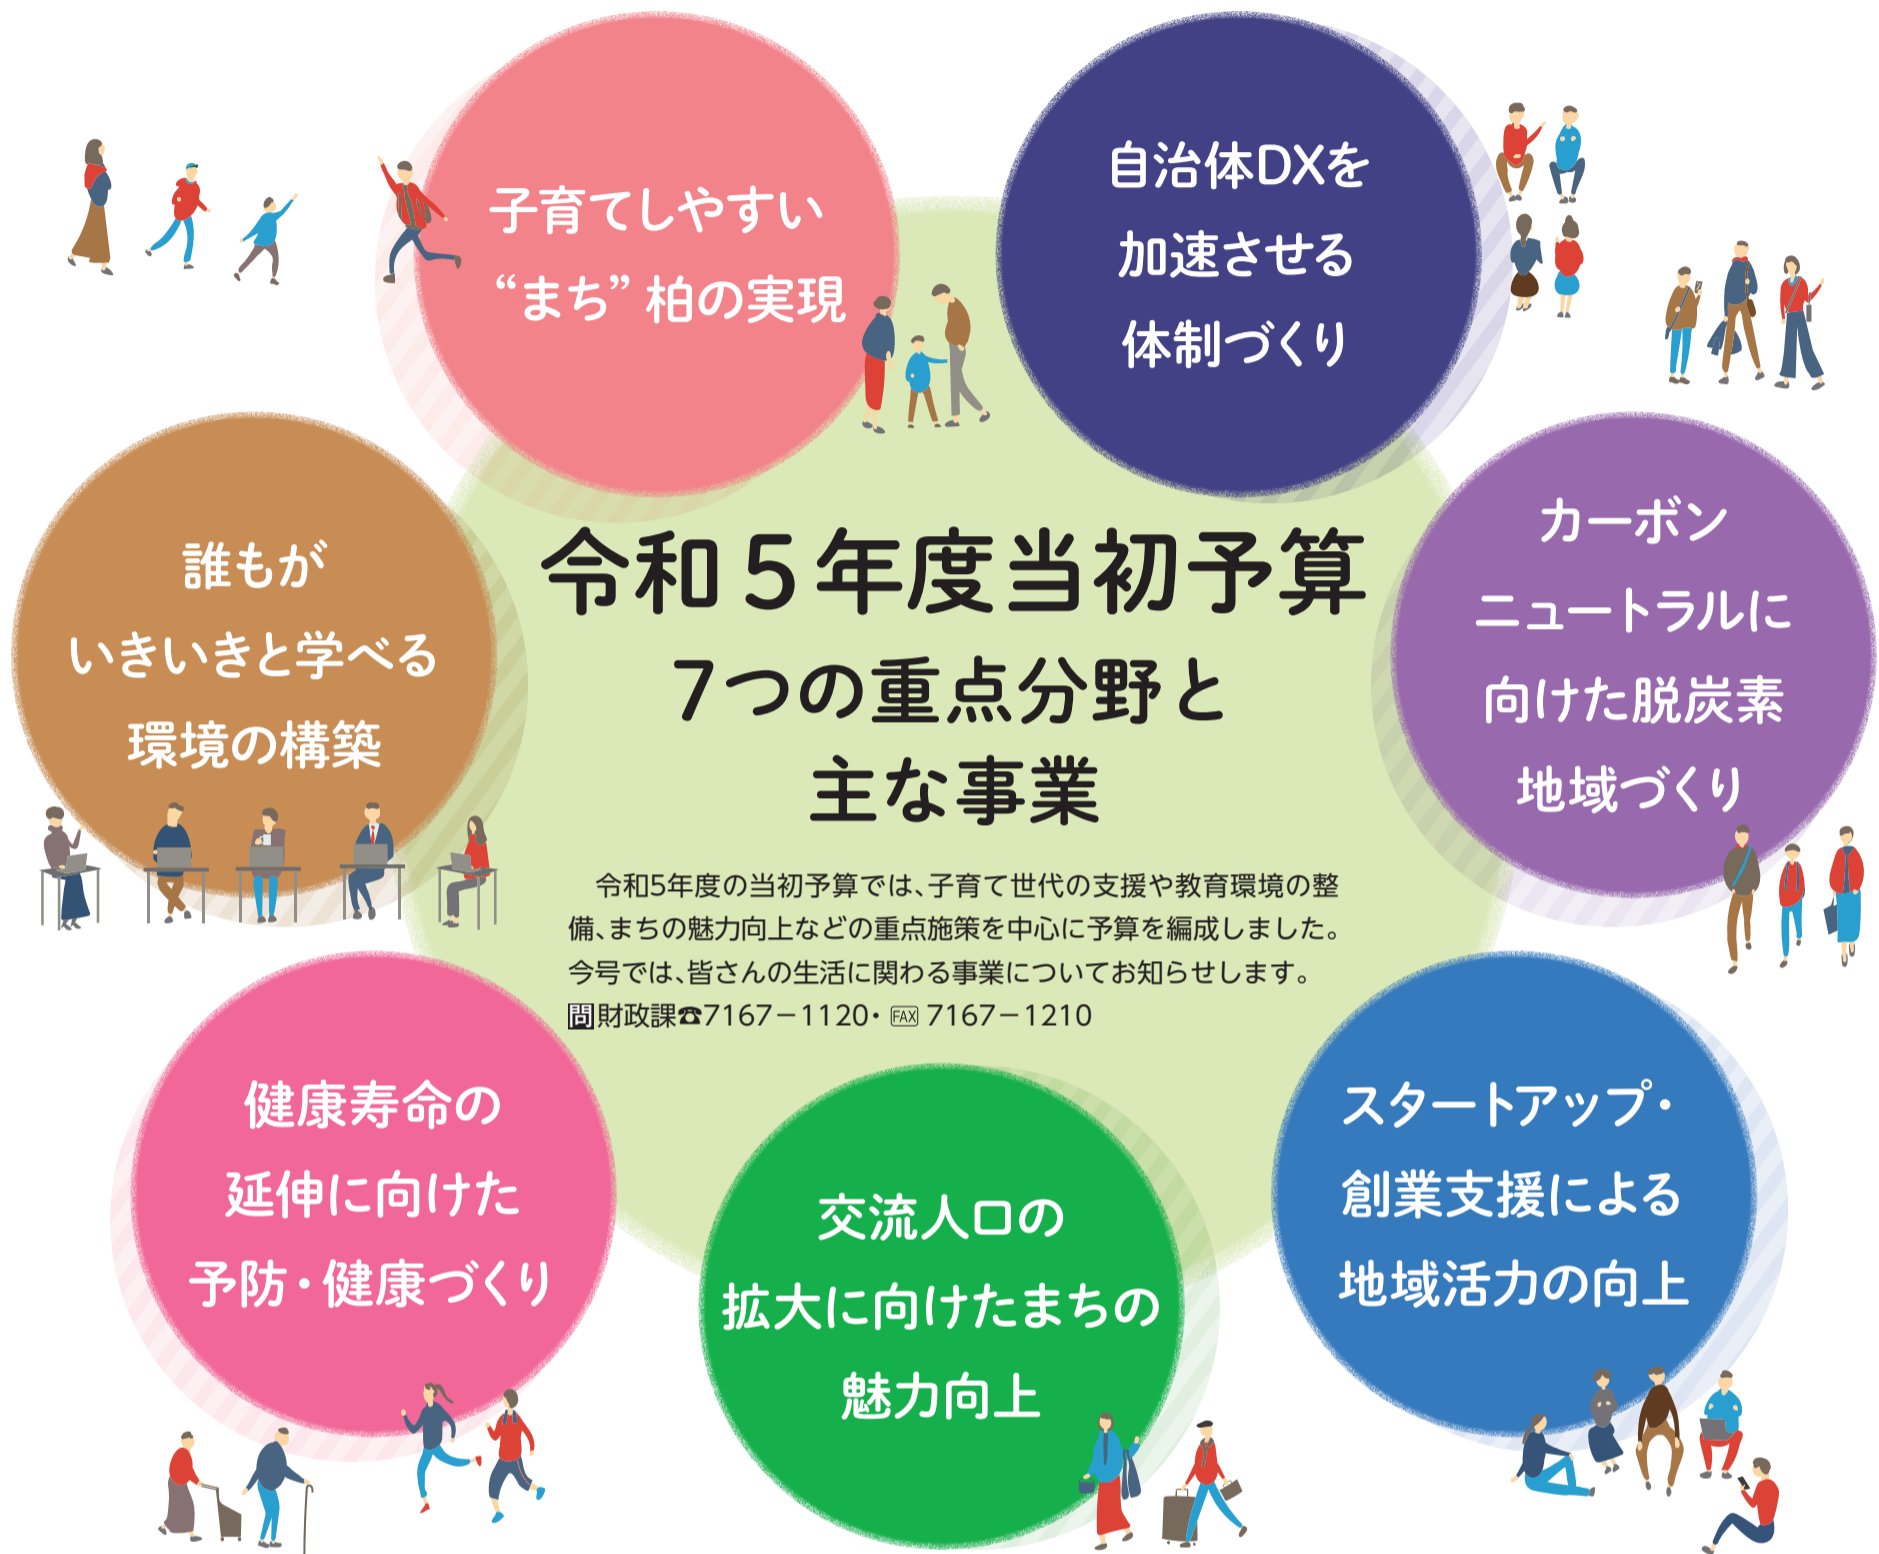 令和5年度当初予算
7つの重点分野と
主な事業
令和5年度の当初予算では、子育て世代の支援や教育環境の整
備、まちの魅力向上などの重点施策を中心に予算を編成しました。
今号では、皆さんの生活に関わる事業についてお知らせします。
問財政課☎7167－1120・FAX 7167－1210
子育てしやすい
“まち”柏の実現
自治体DXを
加速させる
体制づくり
カーボン
ニュートラルに
向けた脱炭素
地域づくり
スタートアップ・
創業支援による
地域活力の向上
交流人口の
拡大に向けたまちの
魅力向上
健康寿命の
延伸に向けた
予防・健康づくり
誰もが
いきいきと学べる
環境の構築